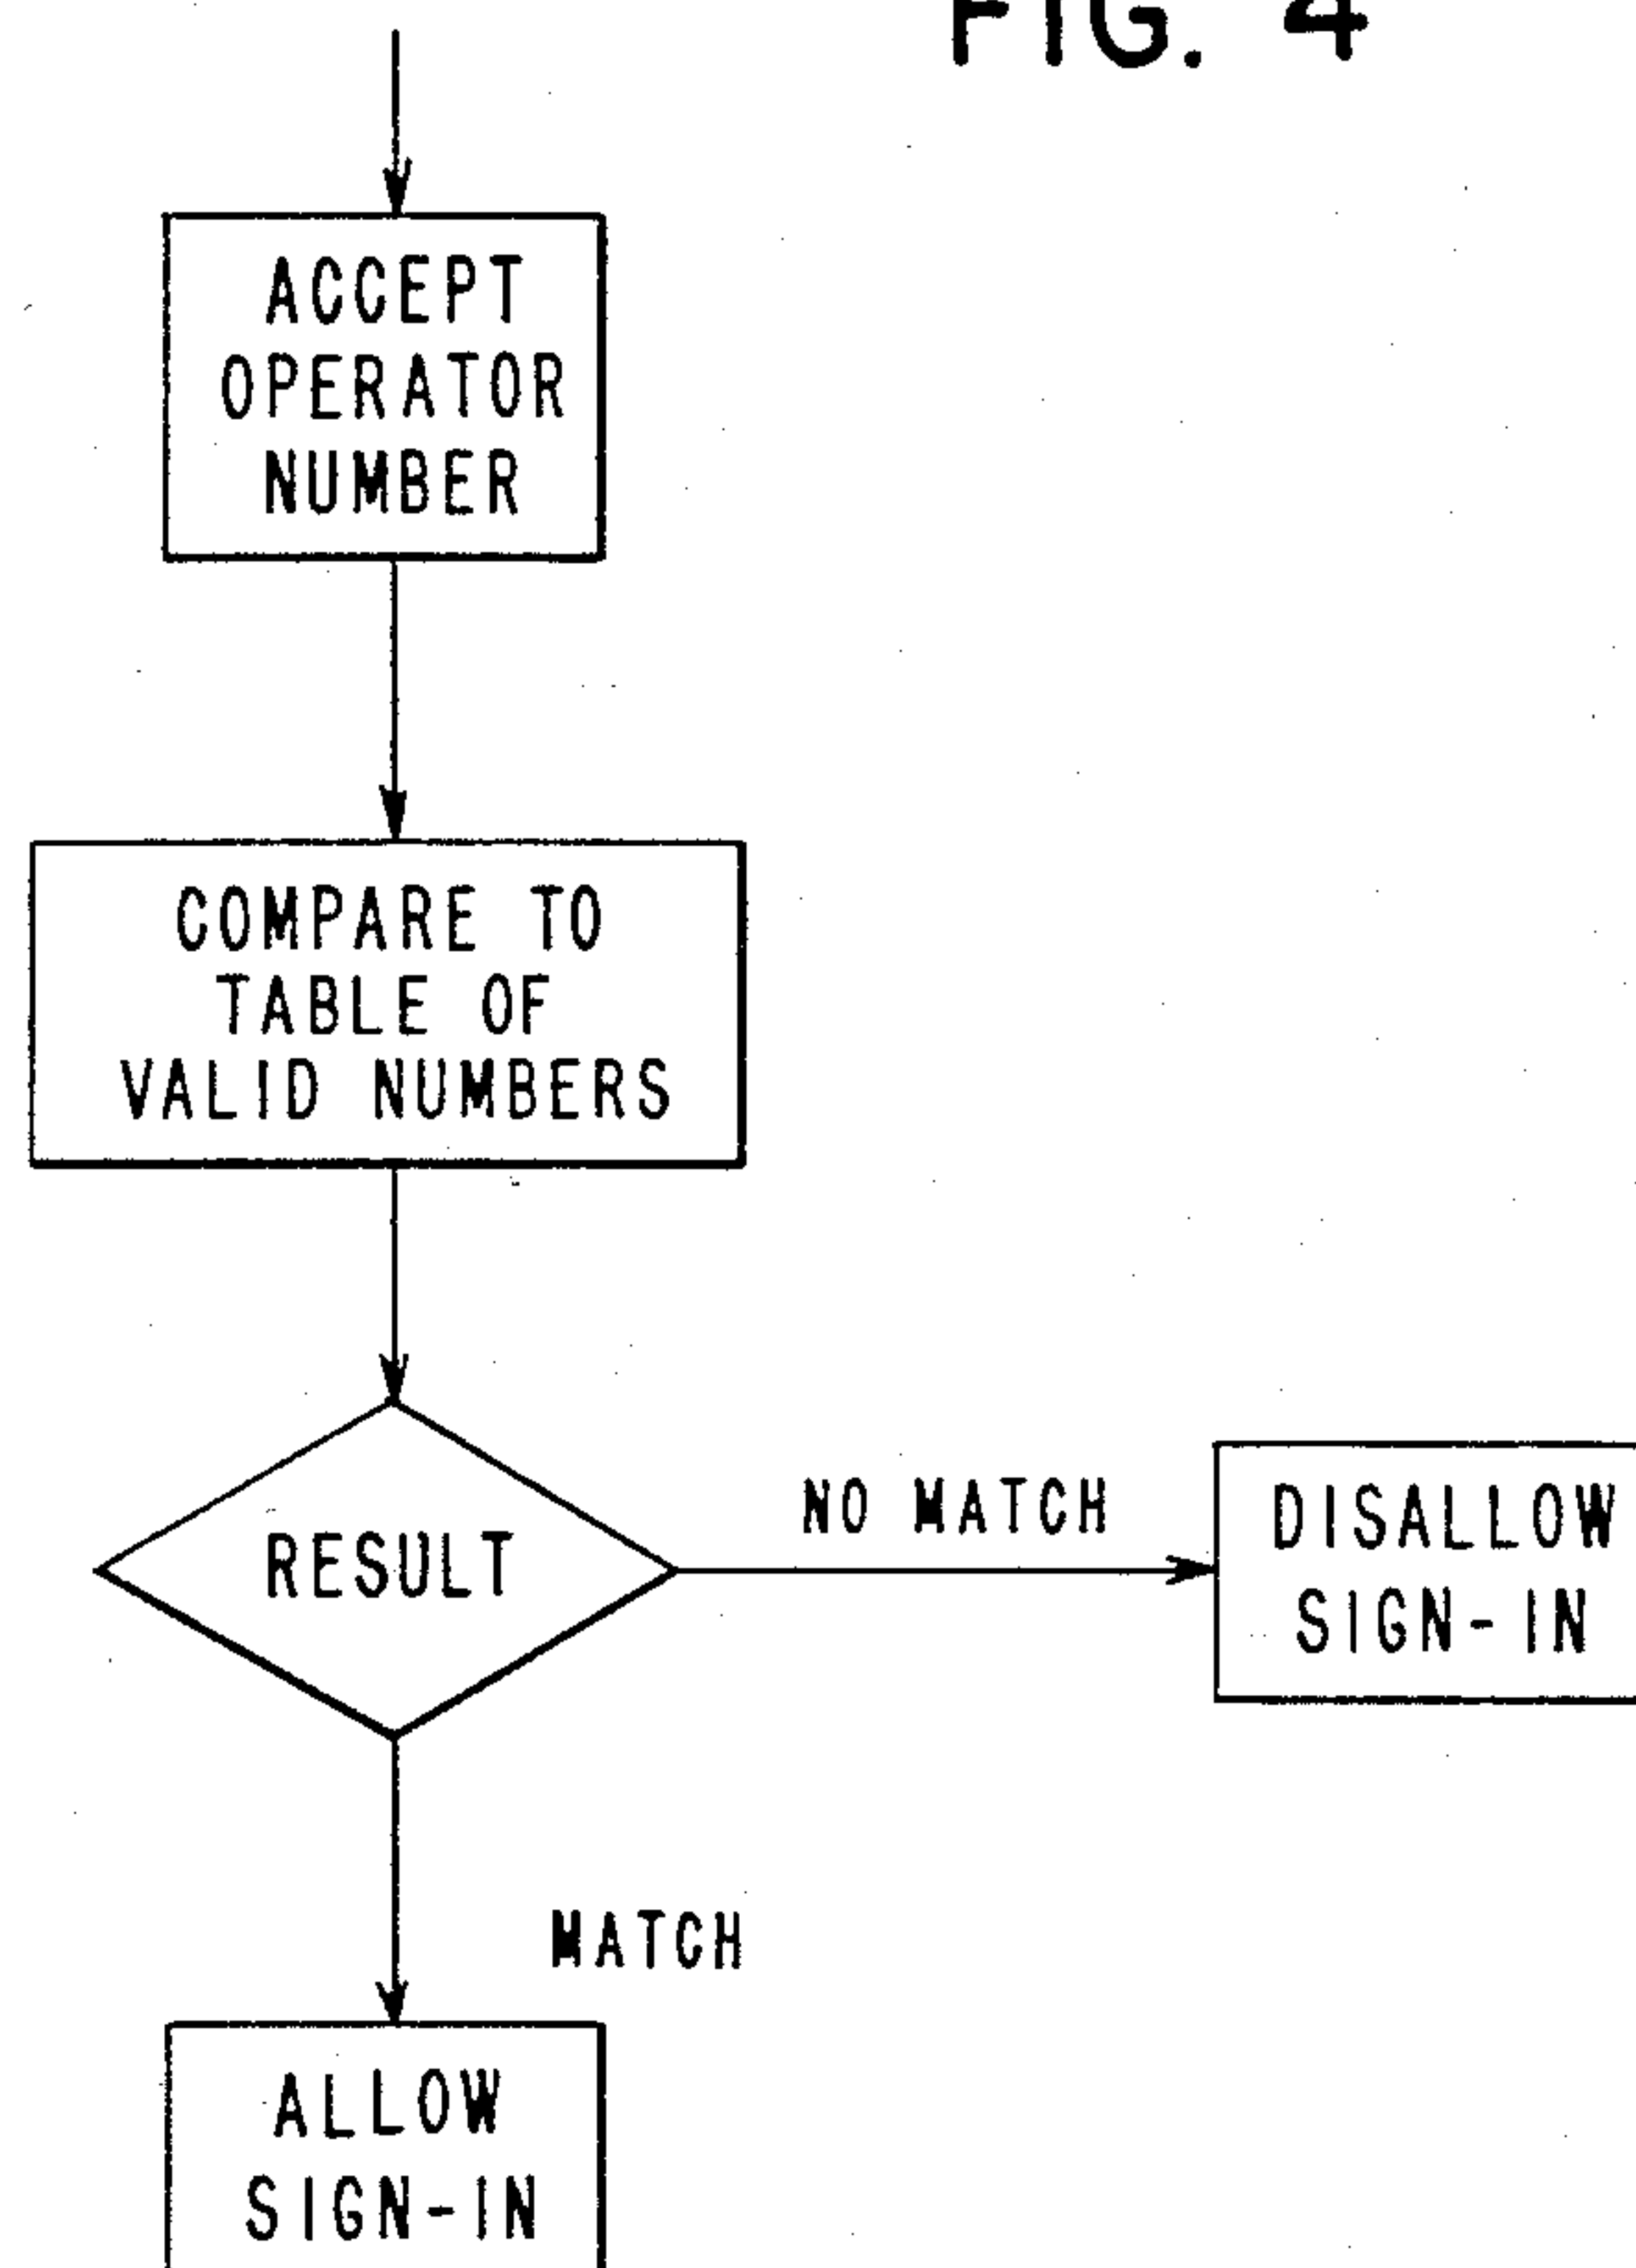 FIG. 4
ACCEPT
OPERATOR
NUMBER
COMPARE TO
TABLE OF
VALID NUMBERS
RESULT
NO MATCH
DISALLOW
SIGN-IN
MATCH
ALLOW
SIGN-IN